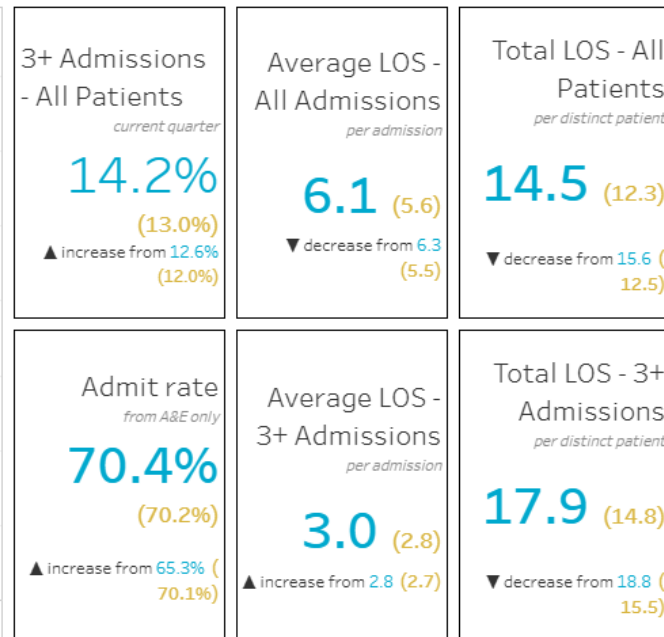 3+ Admissions
- All Patients
current quarter
14.2%
(13.0%)
▲ increase from 12.6%
(12.0%)
Average LOS -
All Admissions
per admission
6.1 (5.6)
▼ decrease from 6.3
(5.5)
Total LOS - All
Patients
per distinct patient
14.5 (12.3)
▼ decrease from 15.6 (
12.5)
Admit rate
from A&E only
70.4%
(70.2%)
▲ increase from 65.3% (
70.1%)
Average LOS -
3+ Admissions
per admission
3.0 (2.8)
▲ increase from 2.8 (2.7)
Total LOS - 3+
Admissions
per distinct patient
17.9 (14.8)
▼ decrease from 18.8 (
15.5)